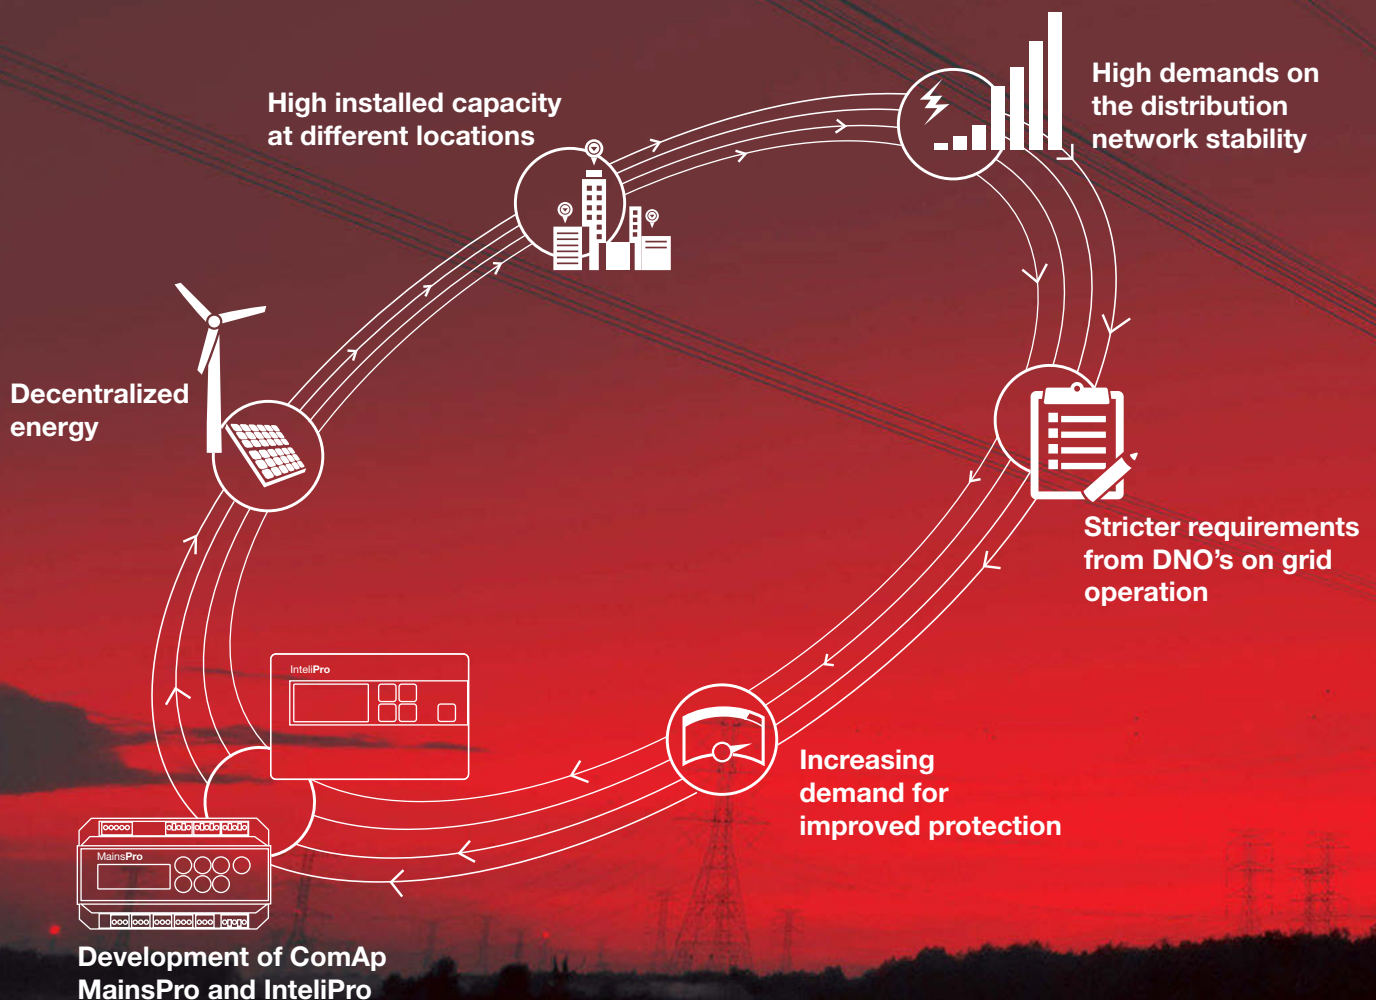 High installed capacity
at different locations
High demands on
the distribution
network stability
Decentralized
energy
Stricter requirements
from DNO’s on grid
operation
InteliPro
Increasing
demand for
improved protection
MainsPro
Development of ComAp
MainsPro and InteliPro